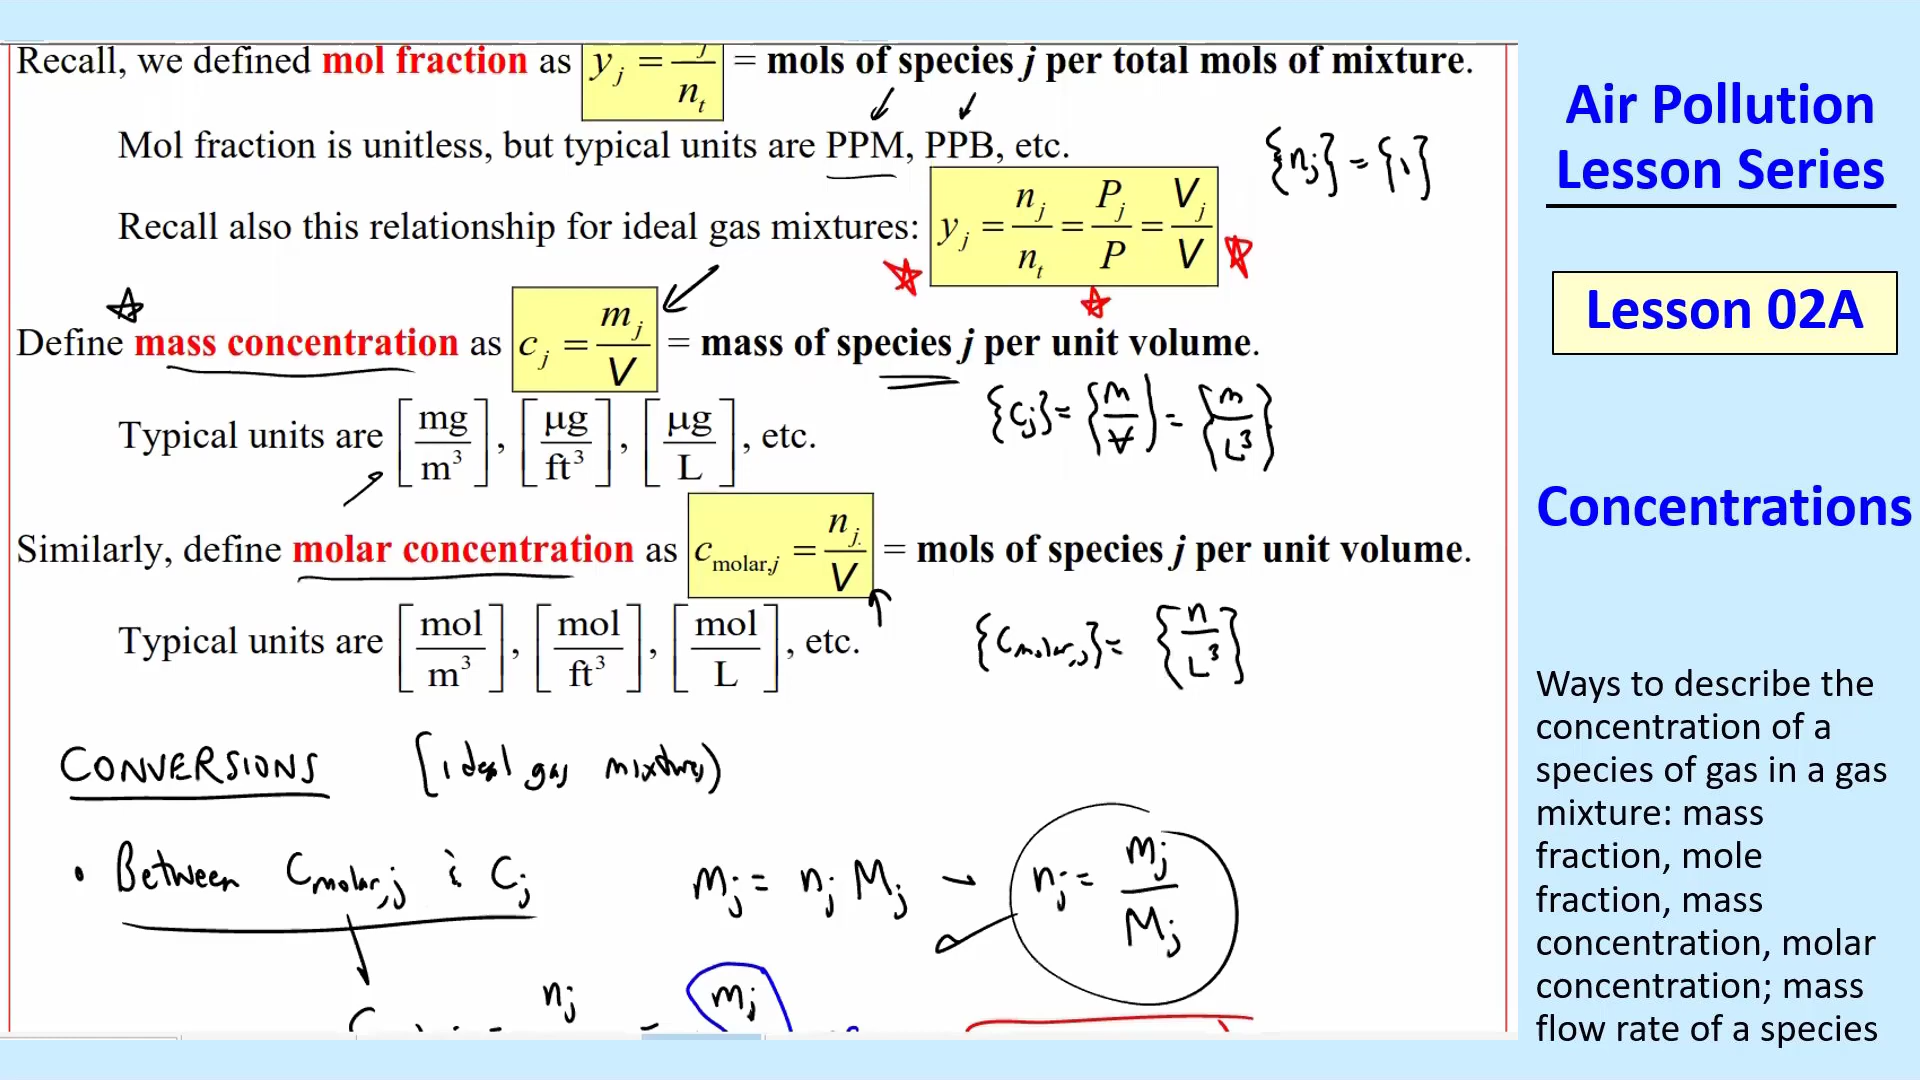 Recall, we defined mol fraction as y_j = n_j / n_t = mols of species j per total mols of mixture.
Mol fraction is unitless, but typical units are PPM, PPB, etc.
{n_j} = {1}
Recall also this relationship for ideal gas mixtures: y_j = n_j / n_t = P_j / P = V_j / V
Define mass concentration as c_j = m_j / V = mass of species j per unit volume.
Typical units are [mg / m³], [µg / ft³], [µg / L], etc.
{c_j} = {m / V} = {m / L³}
Similarly, define molar concentration as c_molar,j = n_j / V = mols of species j per unit volume.
Typical units are [mol / m³], [mol / ft³], [mol / L], etc.
{c_molar,j} = {n / L³}
CONVERSIONS (ideal gas mixtures)
• Between C_molar,j & C_j
m_j = n_j M_j → n_j = m_j / M_j
n_j
m_j
Air Pollution
Lesson Series
Lesson 02A
Concentrations
Ways to describe the
concentration of a
species of gas in a gas
mixture: mass
fraction, mole
fraction, mass
concentration, molar
concentration; mass
flow rate of a species